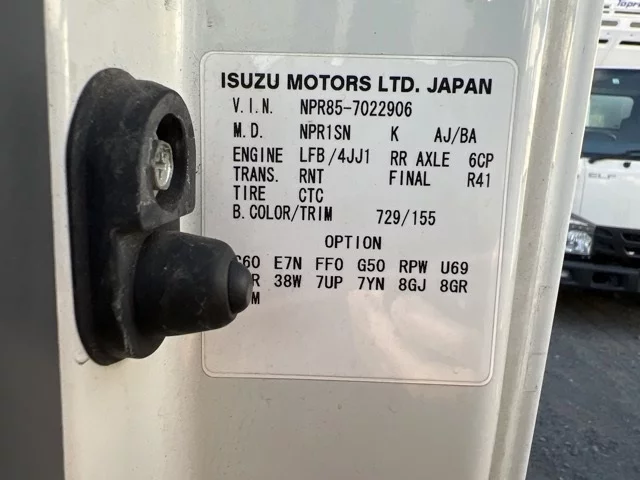 ISUZU MOTORS LTD. JAPAN
V.I.N. NPR85-7022906
M.D. NPR1SN K AJ/BA
ENGINE LFB/4JJ1 RR AXLE 6CP
TRANS. RNT FINAL R41
TIRE CTC
B.COLOR/TRIM 729/155
OPTION
E7N FF0 G50 RPW U69
38W 7UP 7YN 8GJ 8GR
ELF